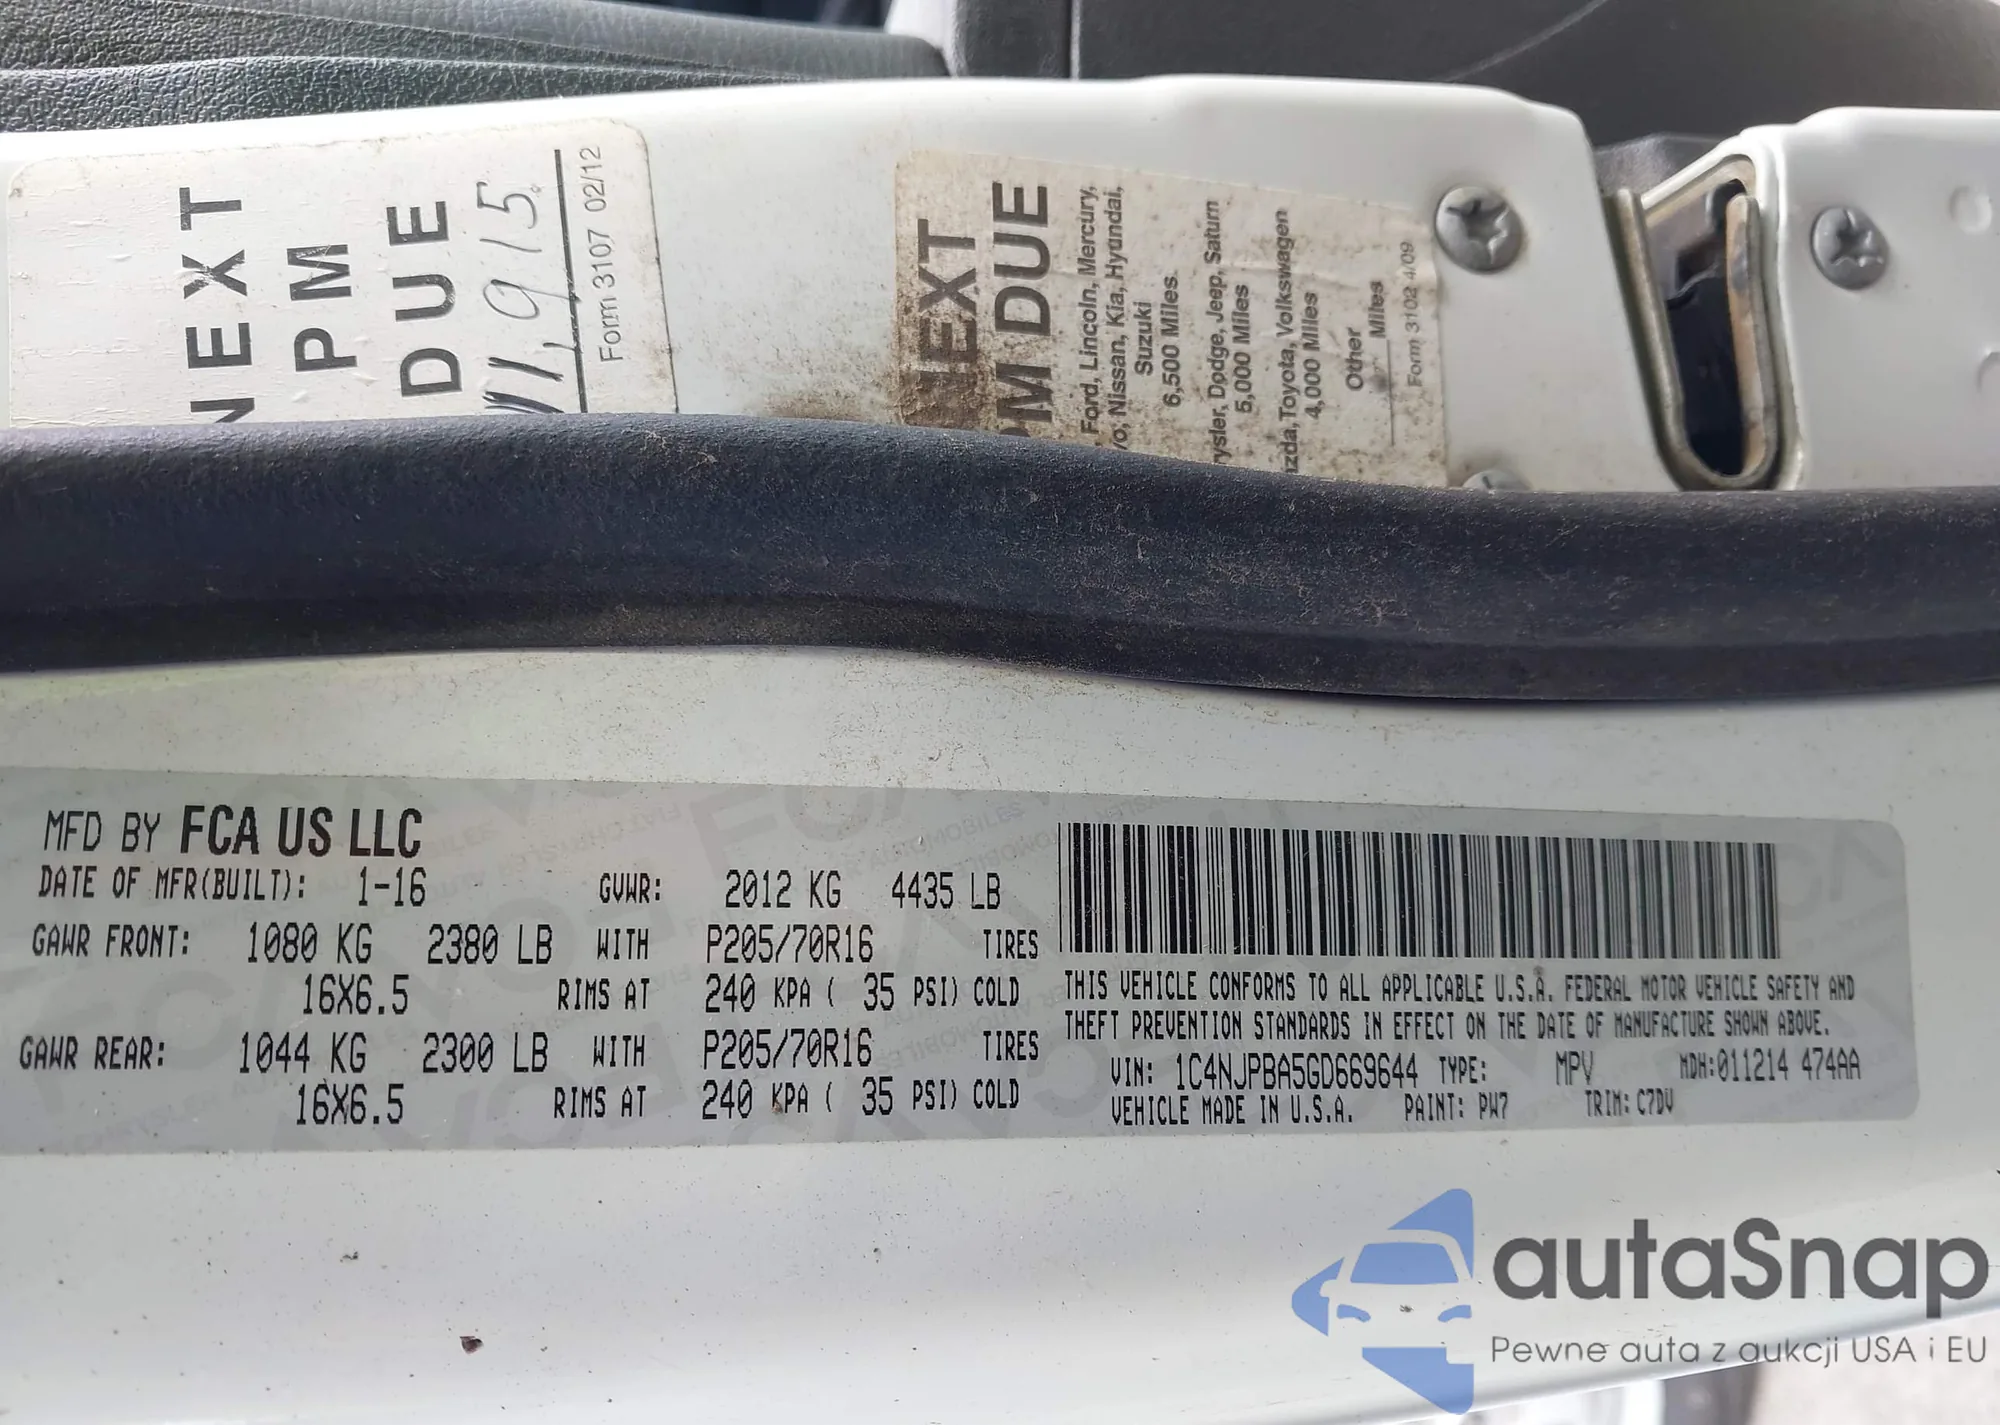 NEXT
PM
DUE
11,915
Form 3107 02/12
NEXT
PM DUE
Ford, Lincoln, Mercury,
Nissan, Kia, Hyundai,
Suzuki
6,500 Miles
Dodge, Jeep, Saturn
5,000 Miles
Toyota, Volkswagen
4,000 Miles
Other
Miles
Form 3102 4/09
MFD BY FCA US LLC
DATE OF MFR(BUILT): 1-16 GVWR: 2012 KG 4435 LB
GAWR FRONT: 1080 KG 2380 LB WITH P205/70R16 TIRES
16X6.5 RIMS AT 240 KPA ( 35 PSI) COLD
GAWR REAR: 1044 KG 2300 LB WITH P205/70R16 TIRES
16X6.5 RIMS AT 240 KPA ( 35 PSI) COLD
THIS VEHICLE CONFORMS TO ALL APPLICABLE U.S.A. FEDERAL MOTOR VEHICLE SAFETY AND
THEFT PREVENTION STANDARDS IN EFFECT ON THE DATE OF MANUFACTURE SHOWN ABOVE.
VIN: 1C4NJPBA5GD669644 TYPE: MPV MDH:011214 474AA
VEHICLE MADE IN U.S.A. PAINT: PW7 TRIM: C7DV
autaSnap
Pewne auta z aukcji USA i EU